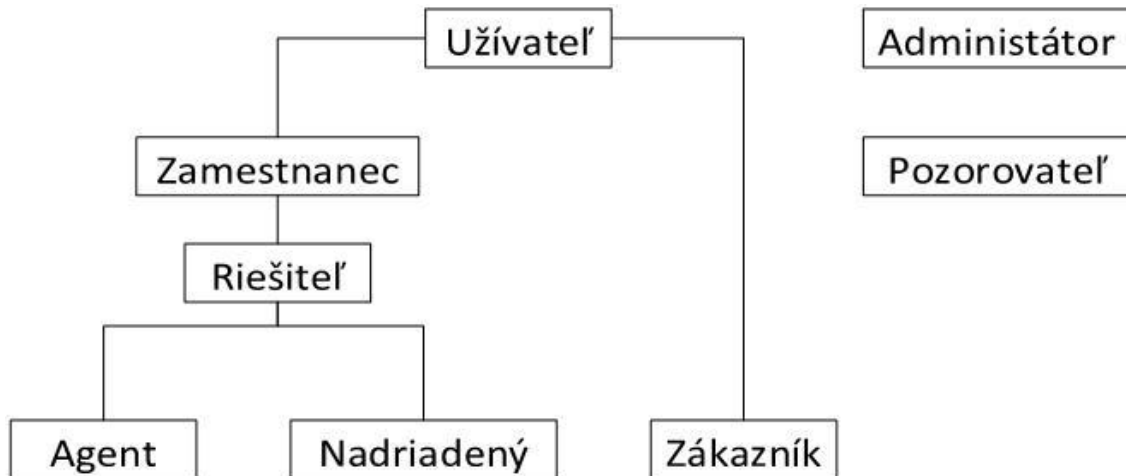 Užívateľ
Administátor
Zamestnanec
Pozorovateľ
Riešiteľ
Agent
Nadriadený
Zákazník